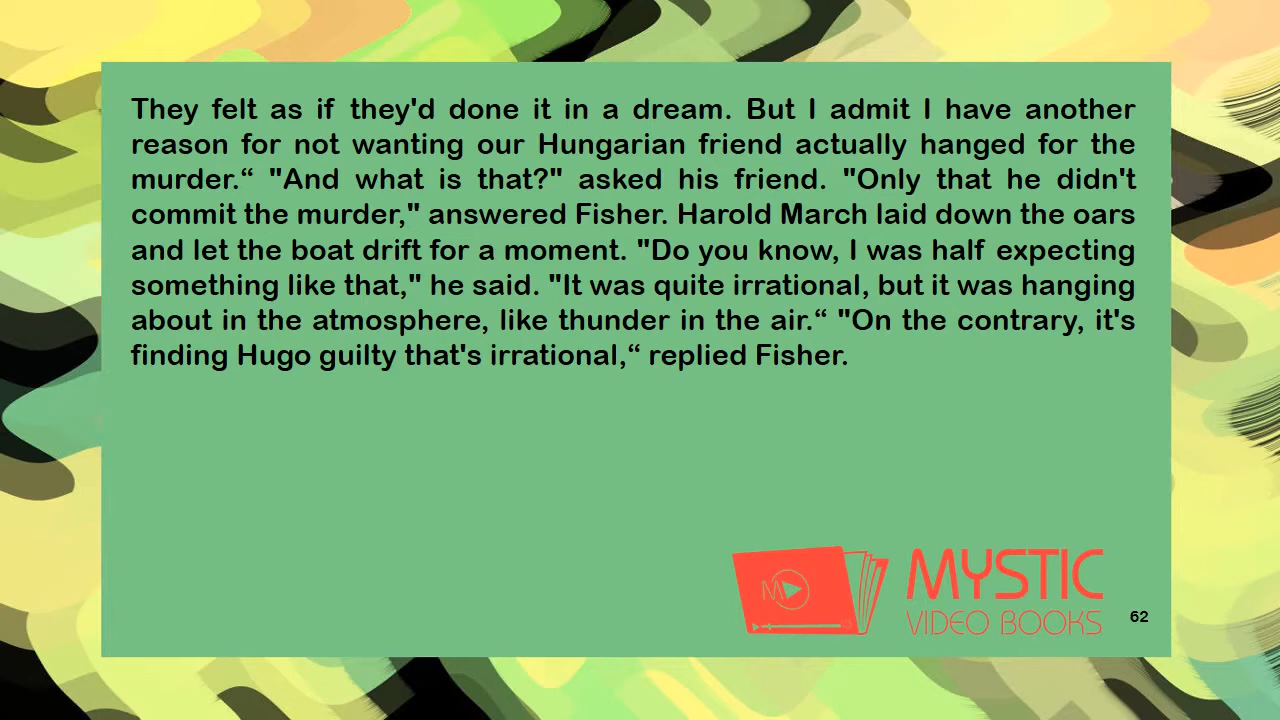 They felt as if they'd done it in a dream. But I admit I have another
reason for not wanting our Hungarian friend actually hanged for the
murder.“ "And what is that?" asked his friend. "Only that he didn't
commit the murder," answered Fisher. Harold March laid down the oars
and let the boat drift for a moment. "Do you know, I was half expecting
something like that," he said. "It was quite irrational, but it was hanging
about in the atmosphere, like thunder in the air.“ "On the contrary, it's
finding Hugo guilty that's irrational,“ replied Fisher.
M
MYSTIC
VIDEO BOOKS
62